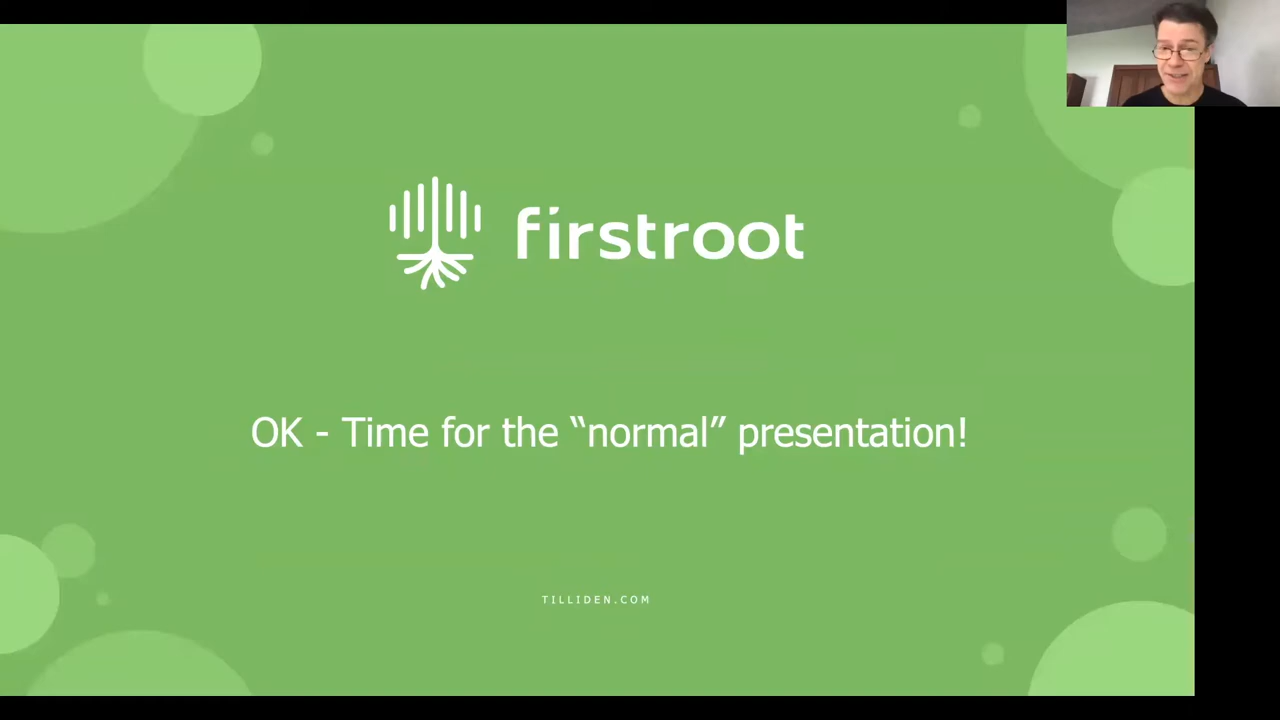 firstroot
OK - Time for the “normal” presentation!
TILLIDEN.COM